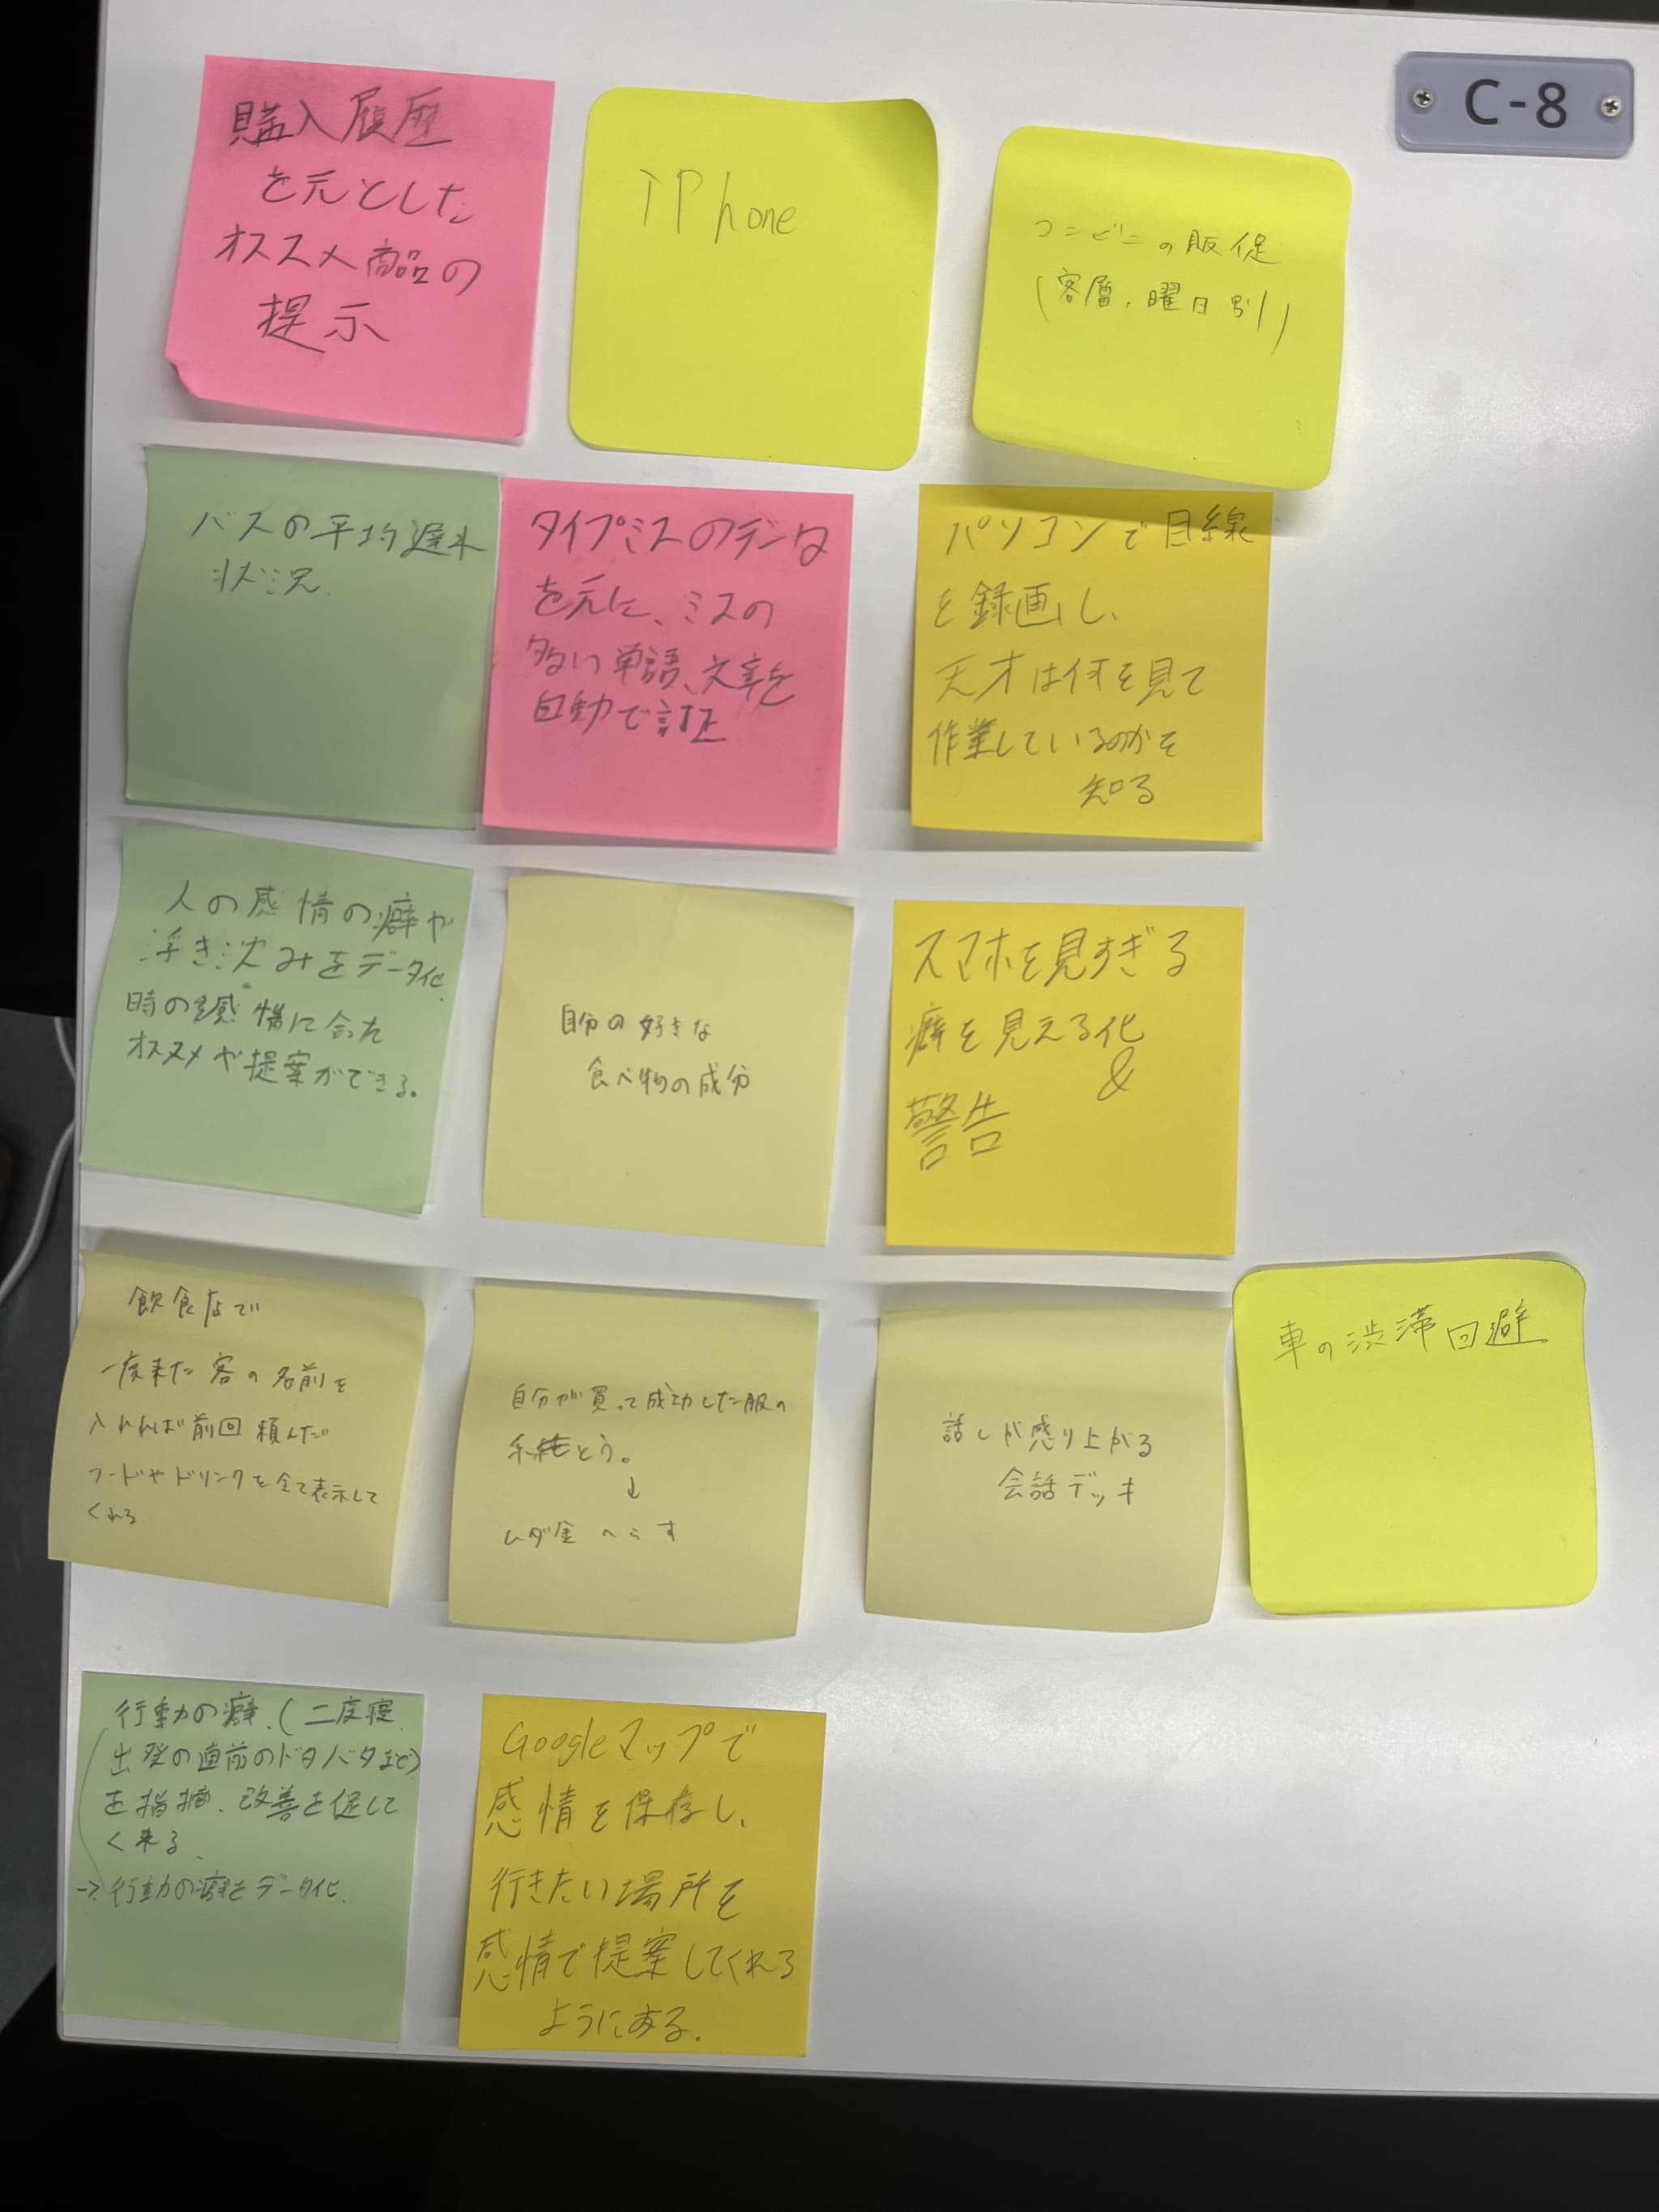 C-8
購入履歴
を元とした
オススメ商品の
提示
iPhone
コンビニの販促
(客層、曜日別)
バスの平均遅れ
状況.
タイプミスのデータ
を元に、ミスの
多い単語、文章を
自動で訂正
パソコンで目線
を録画し、
天才は何を見て
作業しているのかを
知る
人の感情の癖や
浮き沈みをデータ化.
時の感情に合った
オススメや提案ができる。
自分の好きな
食べ物の成分
スマホを見すぎる
癖を見える化
&
警告
飲食店で
一度来た客の名前を
入れれば前回頼んだ
フードやドリンクを全て表示して
くれる
自分が買って成功した服の
系統とう。
↓
ムダ金へらす
話しが感り上がる
会話デッキ
車の渋滞回避
行動の癖、(二度寝、
出発の直前のドタバタなど)
を指摘、改善を促して
く来る、
→行動の癖をデータ化.
Googleマップで
感情を保存し、
行きたい場所を
感情で提案してくれる
ようにある.